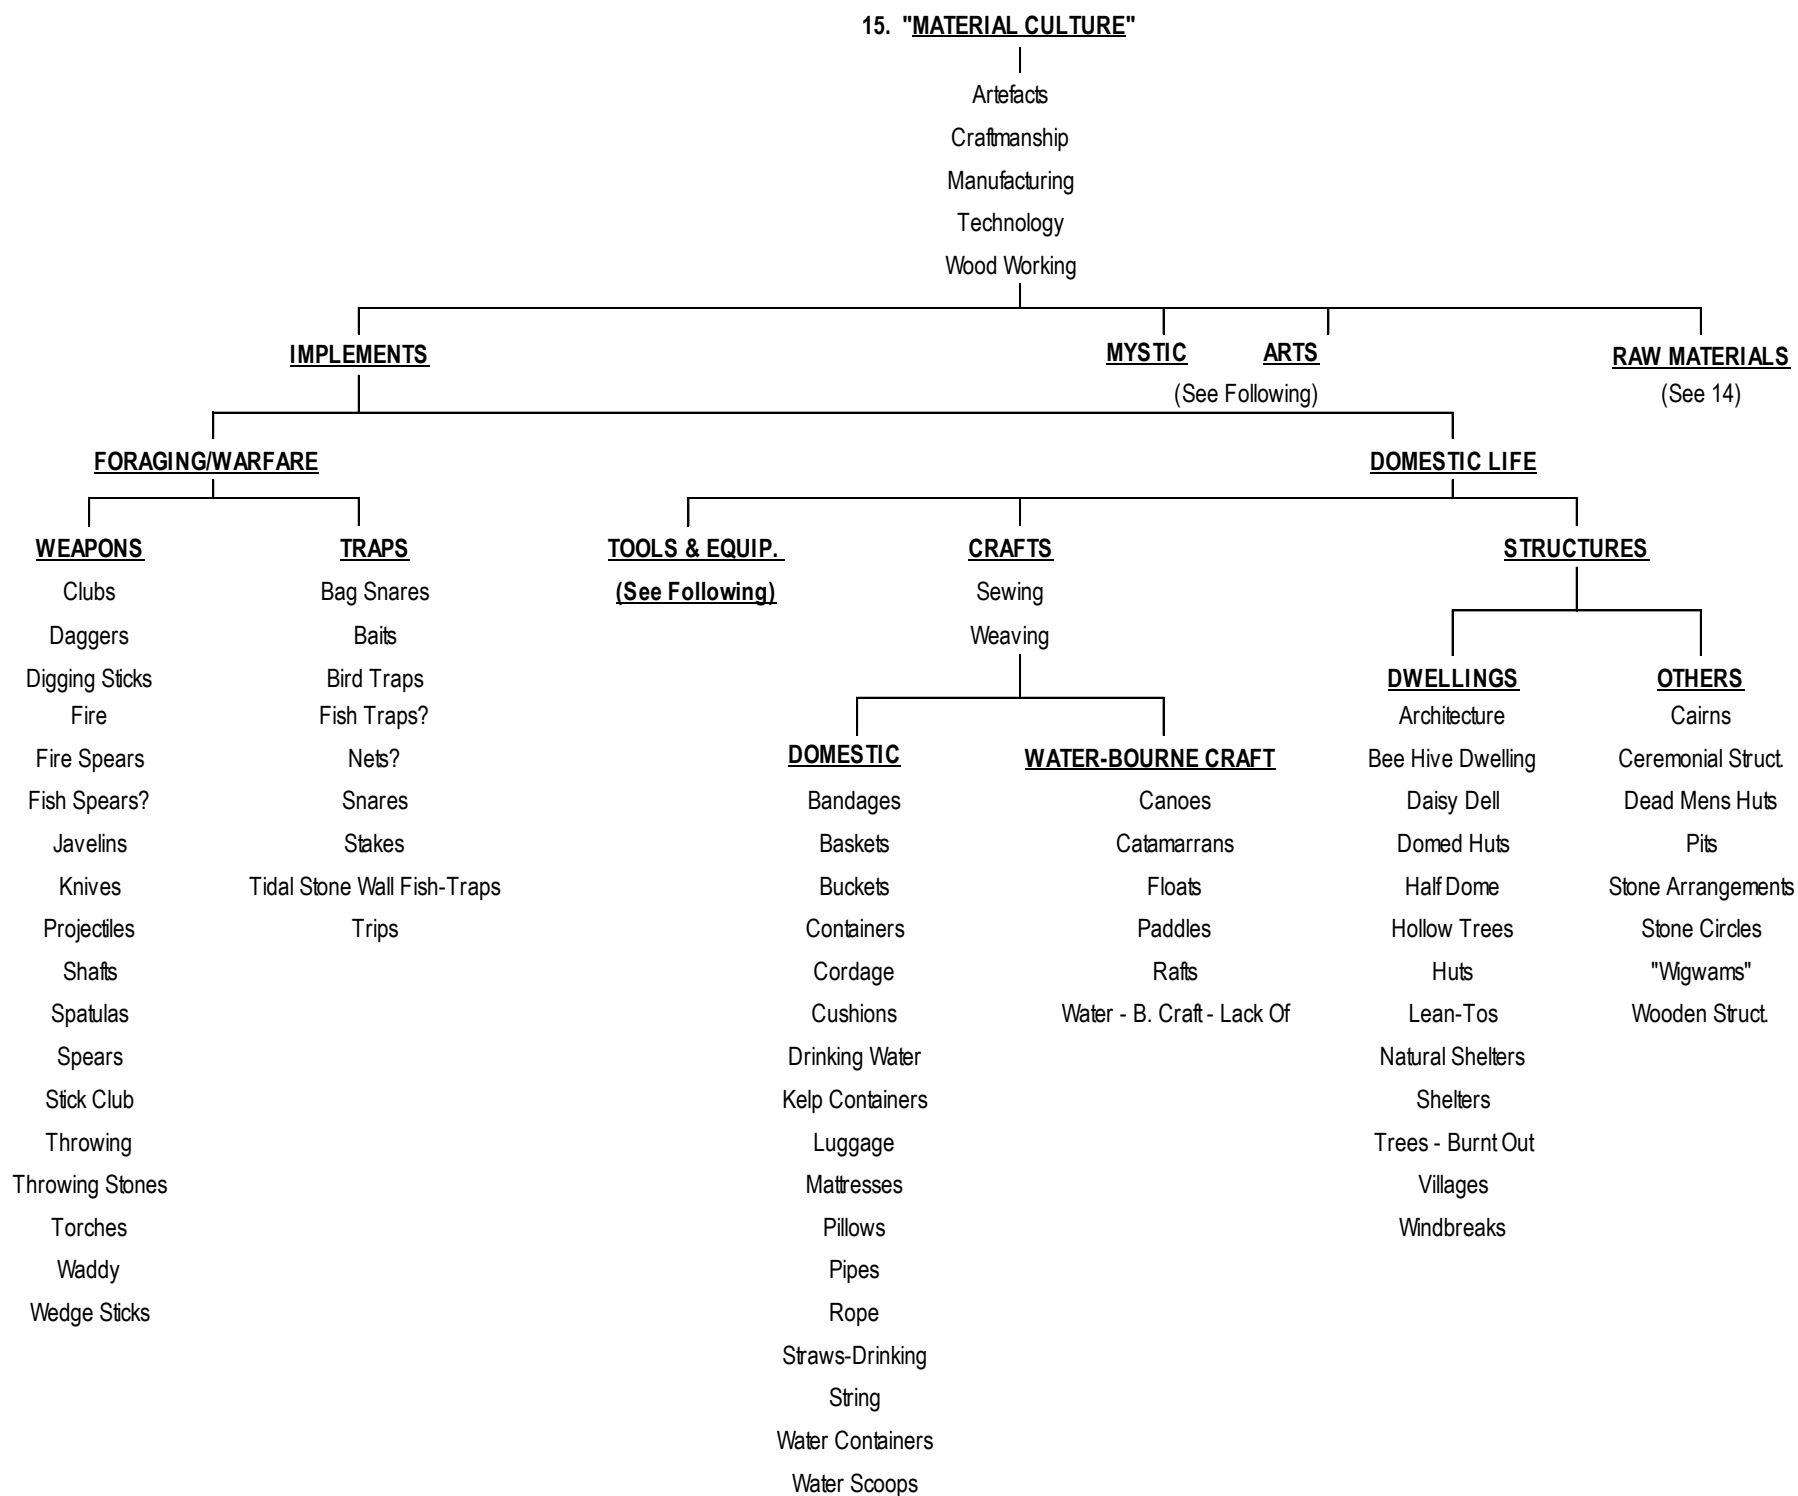 15. "MATERIAL CULTURE"
Artefacts
Craftmanship
Manufacturing
Technology
Wood Working
IMPLEMENTS
MYSTIC
ARTS
(See Following)
RAW MATERIALS
(See 14)
FORAGING/WARFARE
DOMESTIC LIFE
WEAPONS
Clubs
Daggers
Digging Sticks
Fire
Fire Spears
Fish Spears?
Javelins
Knives
Projectiles
Shafts
Spatulas
Spears
Stick Club
Throwing
Throwing Stones
Torches
Waddy
Wedge Sticks
TRAPS
Bag Snares
Baits
Bird Traps
Fish Traps?
Nets?
Snares
Stakes
Tidal Stone Wall Fish-Traps
Trips
TOOLS & EQUIP.
(See Following)
CRAFTS
Sewing
Weaving
DOMESTIC
Bandages
Baskets
Buckets
Containers
Cordage
Cushions
Drinking Water
Kelp Containers
Luggage
Mattresses
Pillows
Pipes
Rope
Straws-Drinking
String
Water Containers
Water Scoops
WATER-BOURNE CRAFT
Canoes
Catamarrans
Floats
Paddles
Rafts
Water - B. Craft - Lack Of
STRUCTURES
DWELLINGS
Architecture
Bee Hive Dwelling
Daisy Dell
Domed Huts
Half Dome
Hollow Trees
Huts
Lean-Tos
Natural Shelters
Shelters
Trees - Burnt Out
Villages
Windbreaks
OTHERS
Cairns
Ceremonial Struct.
Dead Mens Huts
Pits
Stone Arrangements
Stone Circles
"Wigwams"
Wooden Struct.